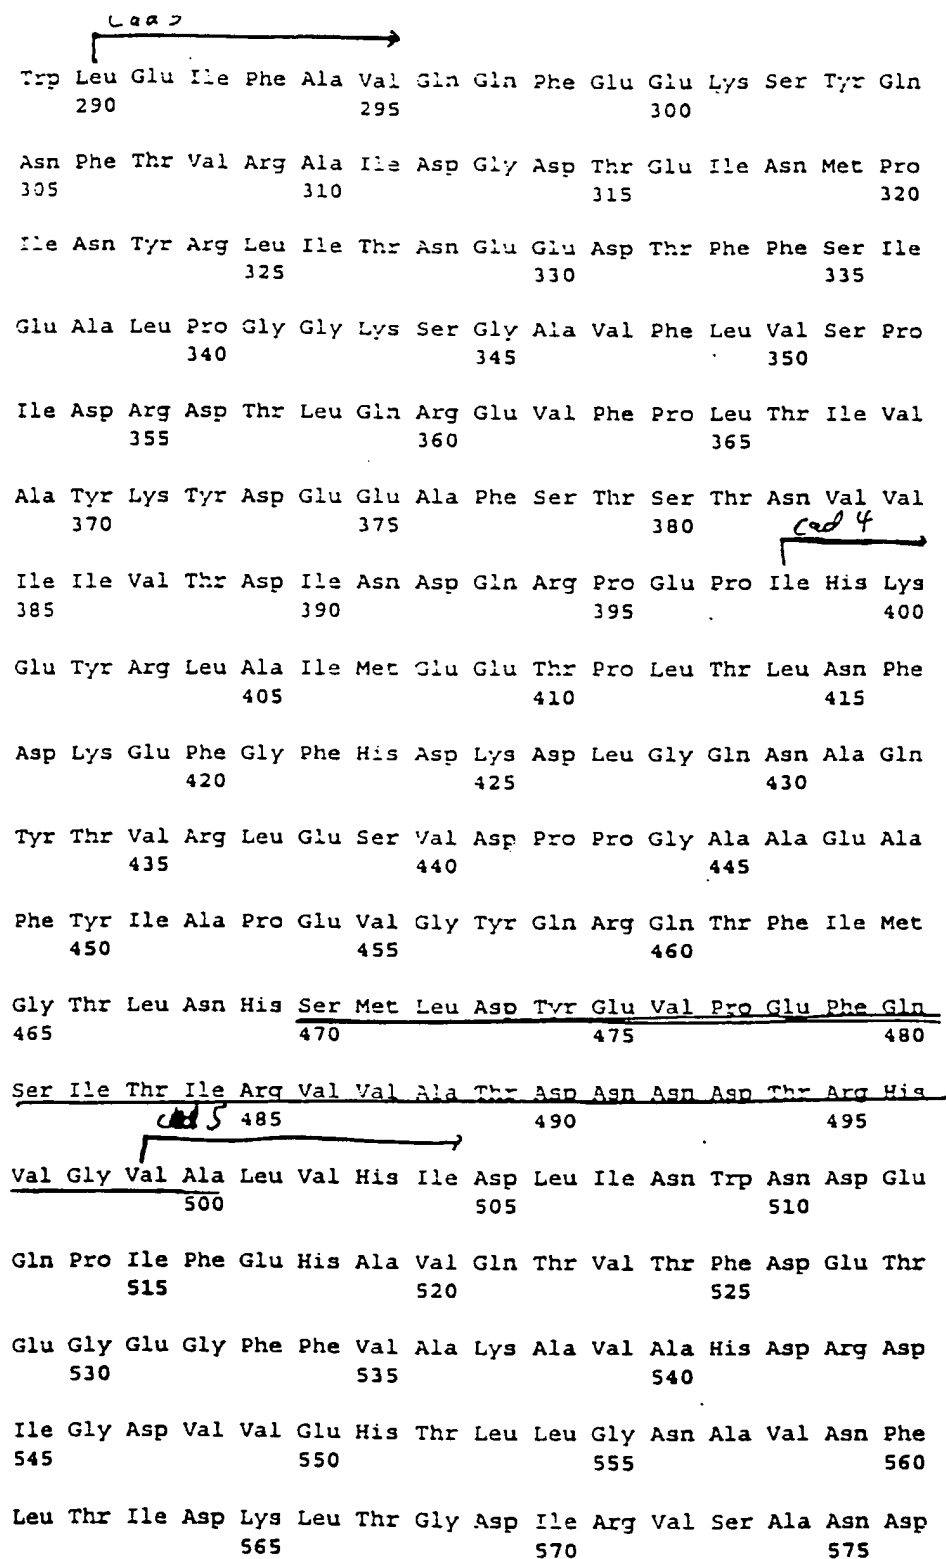 Trp Leu Glu Ile Phe Ala Val Gln Gln Phe Glu Glu Lys Ser Tyr Gln
290 295 300
Asn Phe Thr Val Arg Ala Ile Asp Gly Asp Thr Glu Ile Asn Met Pro
305 310 315 320
Ile Asn Tyr Arg Leu Ile Thr Asn Glu Glu Asp Thr Phe Phe Ser Ile
325 330 335
Glu Ala Leu Pro Gly Gly Lys Ser Gly Ala Val Phe Leu Val Ser Pro
340 345 350
Ile Asp Arg Asp Thr Leu Gln Arg Glu Val Phe Pro Leu Thr Ile Val
355 360 365
Ala Tyr Lys Tyr Asp Glu Glu Ala Phe Ser Thr Ser Thr Asn Val Val
370 375 380
cad 4
Ile Ile Val Thr Asp Ile Asn Asp Gln Arg Pro Glu Pro Ile His Lys
385 390 395 400
Glu Tyr Arg Leu Ala Ile Met Glu Glu Thr Pro Leu Thr Leu Asn Phe
405 410 415
Asp Lys Glu Phe Gly Phe His Asp Lys Asp Leu Gly Gln Asn Ala Gln
420 425 430
Tyr Thr Val Arg Leu Glu Ser Val Asp Pro Pro Gly Ala Ala Glu Ala
435 440 445
Phe Tyr Ile Ala Pro Glu Val Gly Tyr Gln Arg Gln Thr Phe Ile Met
450 455 460
Gly Thr Leu Asn His Ser Met Leu Asp Tyr Glu Val Pro Glu Phe Gln
465 470 475 480
Ser Ile Thr Ile Arg Val Val Ala Thr Asp Asn Asn Asp Thr Arg His
485 490 495
cad 5
Val Gly Val Ala Leu Val His Ile Asp Leu Ile Asn Trp Asn Asp Glu
500 505 510
Gln Pro Ile Phe Glu His Ala Val Gln Thr Val Thr Phe Asp Glu Thr
515 520 525
Glu Gly Glu Gly Phe Phe Val Ala Lys Ala Val Ala His Asp Arg Asp
530 535 540
Ile Gly Asp Val Val Glu His Thr Leu Leu Gly Asn Ala Val Asn Phe
545 550 555 560
Leu Thr Ile Asp Lys Leu Thr Gly Asp Ile Arg Val Ser Ala Asn Asp
565 570 575